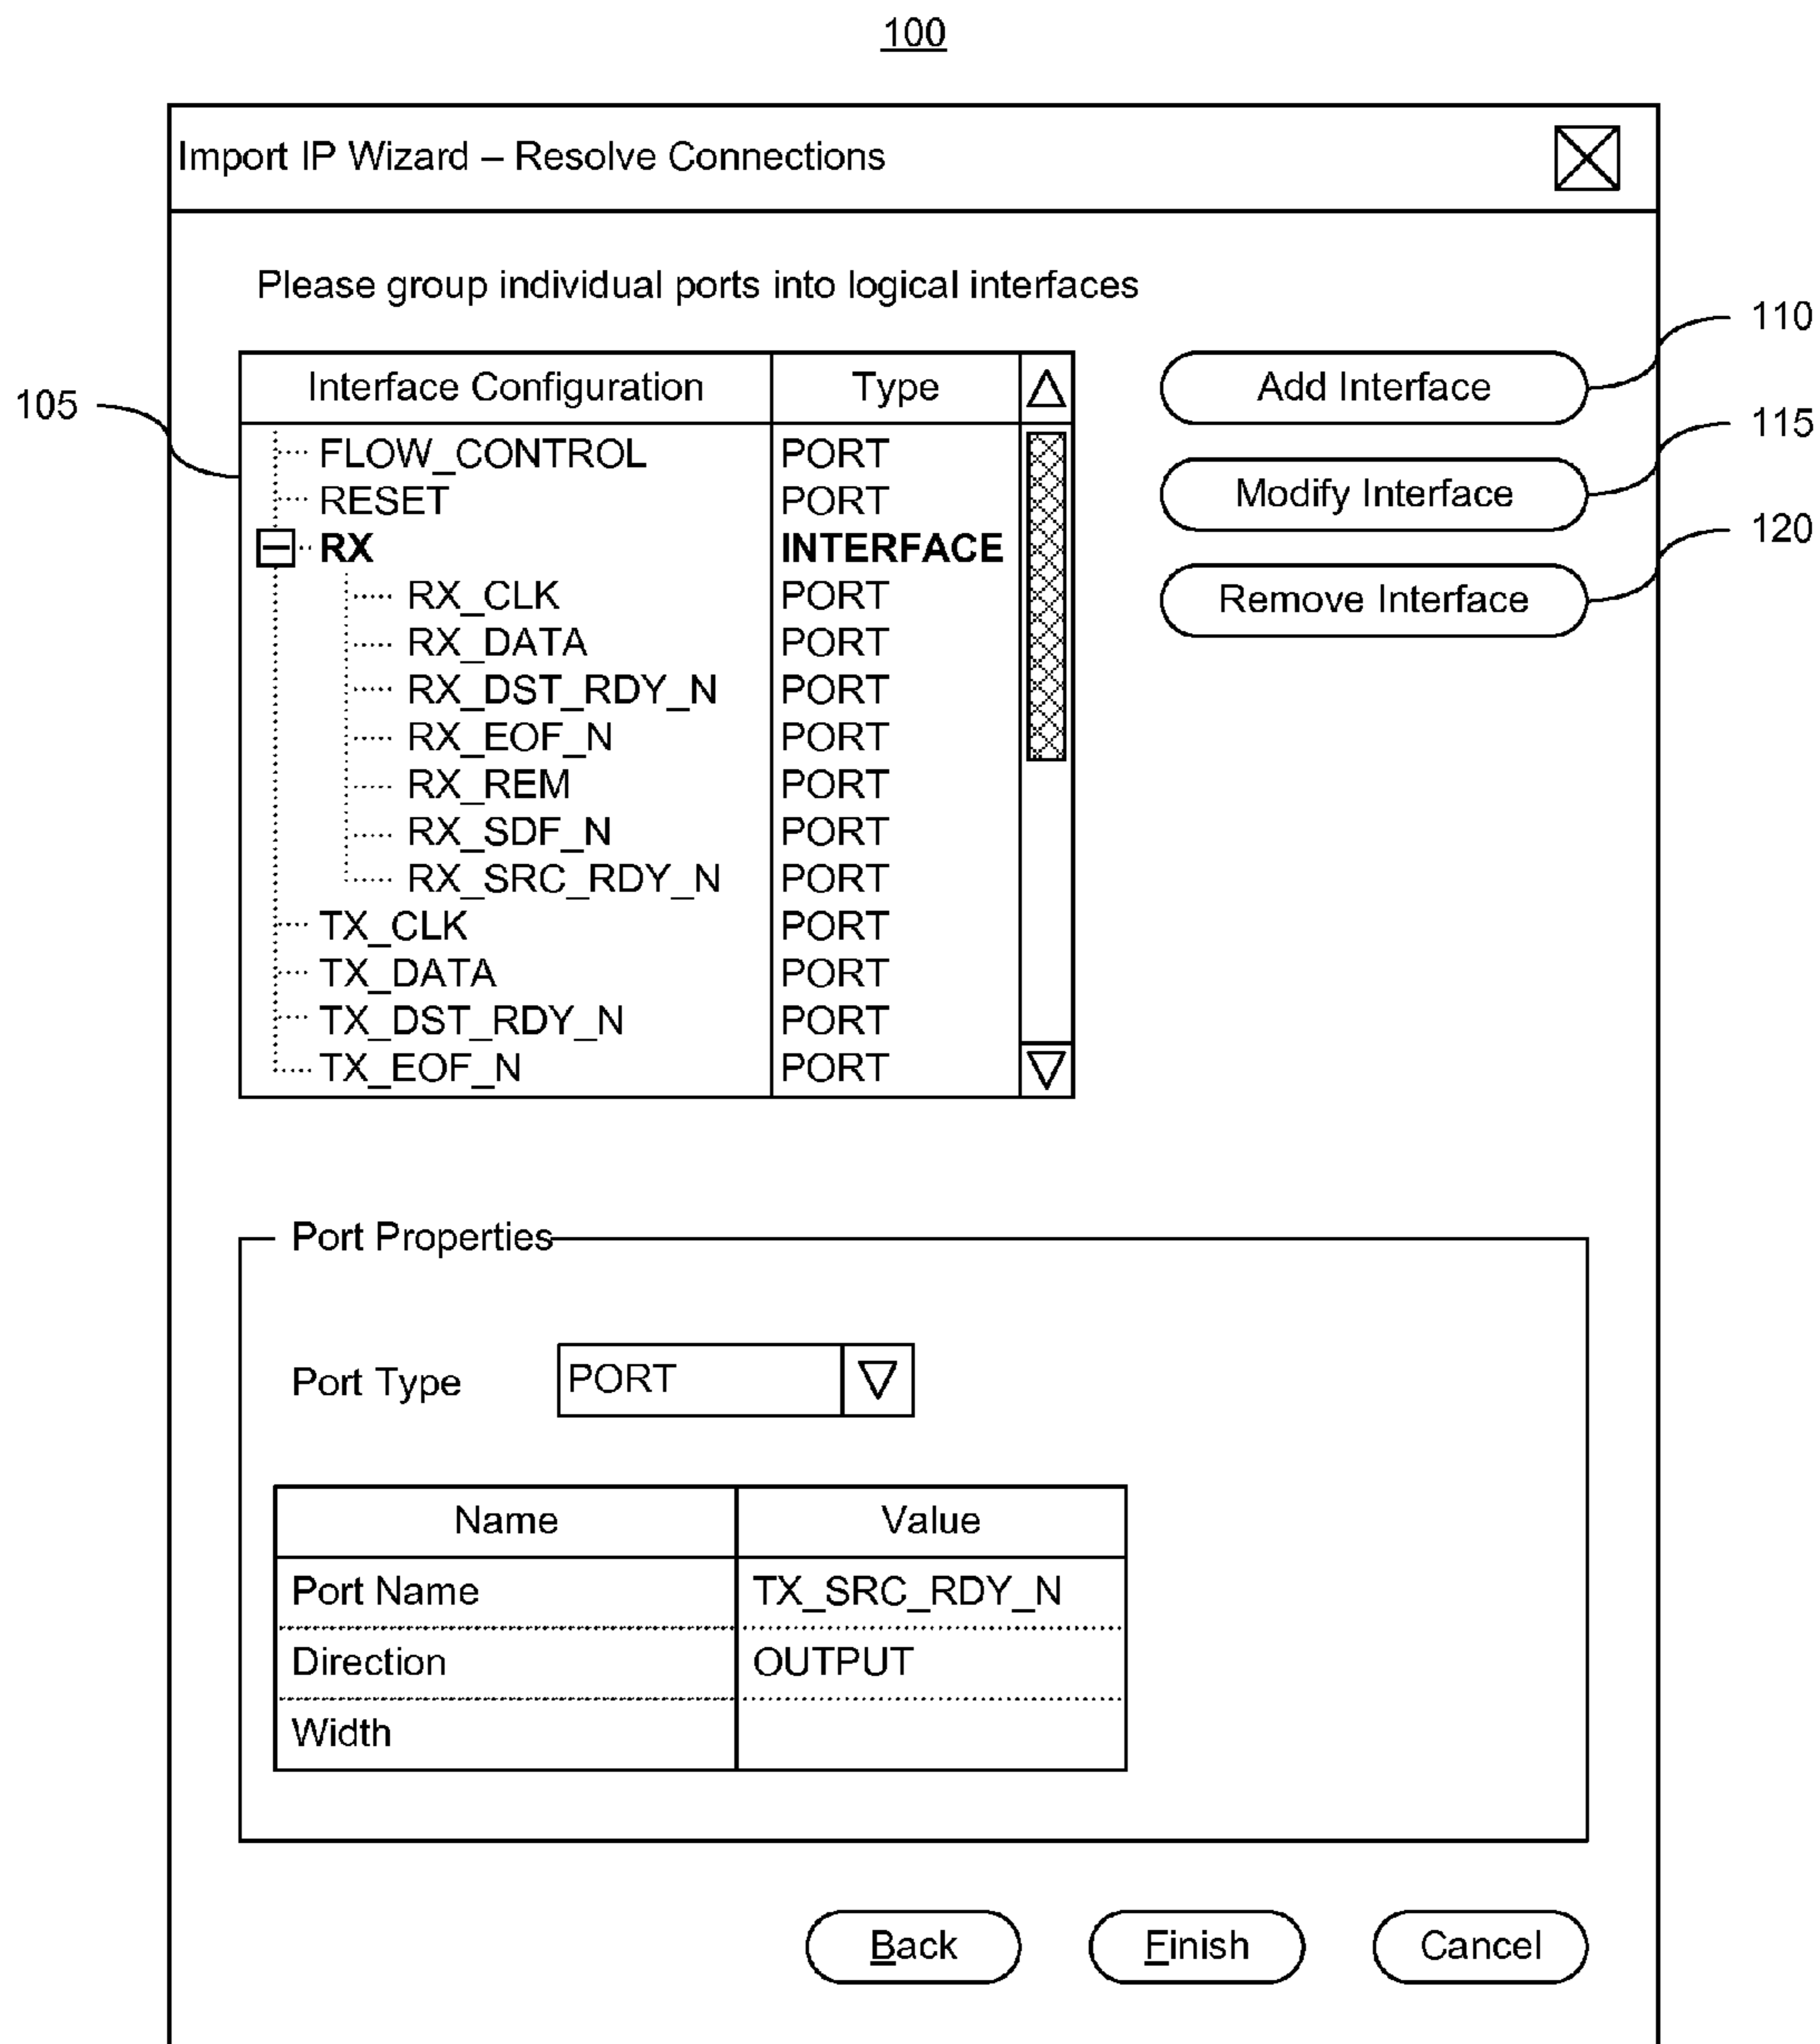 100
Import IP Wizard – Resolve Connections
Please group individual ports into logical interfaces
105
Interface Configuration Type
FLOW_CONTROL PORT
RESET PORT
RX INTERFACE
RX_CLK PORT
RX_DATA PORT
RX_DST_RDY_N PORT
RX_EOF_N PORT
RX_REM PORT
RX_SDF_N PORT
RX_SRC_RDY_N PORT
TX_CLK PORT
TX_DATA PORT
TX_DST_RDY_N PORT
TX_EOF_N PORT
Add Interface 110
Modify Interface 115
Remove Interface 120
Port Properties
Port Type PORT
Name Value
Port Name TX_SRC_RDY_N
Direction OUTPUT
Width
Back Finish Cancel